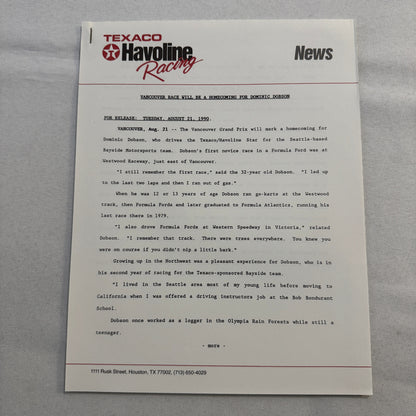 TEXACO
Havoline
Racing
News
VANCOUVER RACE WILL BE A HOMECOMING FOR DOMINIC DOBSON
FOR RELEASE: TUESDAY, AUGUST 21, 1990.
VANCOUVER, Aug. 21 -- The Vancouver Grand Prix will mark a homecoming for
Dominic Dobson, who drives the Texaco/Havoline Star for the Seattle-based
Bayside Motorsports team. Dobson's first novice race in a Formula Ford was at
Westwood Raceway, just east of Vancouver.
"I still remember the first race," said the 32-year old Dobson. "I led up
to the last two laps and then I ran out of gas."
When he was 12 or 13 years of age Dobson ran go-karts at the Westwood
track, then Formula Fords and later graduated to Formula Atlantics, running his
last race there in 1979.
"I also drove Formula Fords at Western Speedway in Victoria," related
Dobson. "I remember that track. There were trees everywhere. You knew you
were on course if you didn't nip a little bark."
Growing up in the Northwest was a pleasant experience for Dobson, who is in
his second year of racing for the Texaco-sponsored Bayside team.
"I lived in the Seattle area most of my life before moving to
California when I was offered a driving instructors job at the Bob Bondurant
School.
Dobson once worked as a logger in the Olympia Rain Forests while still a
teenager.
- more -
1111 Rusk Street, Houston, TX 77002, (713) 650-4029